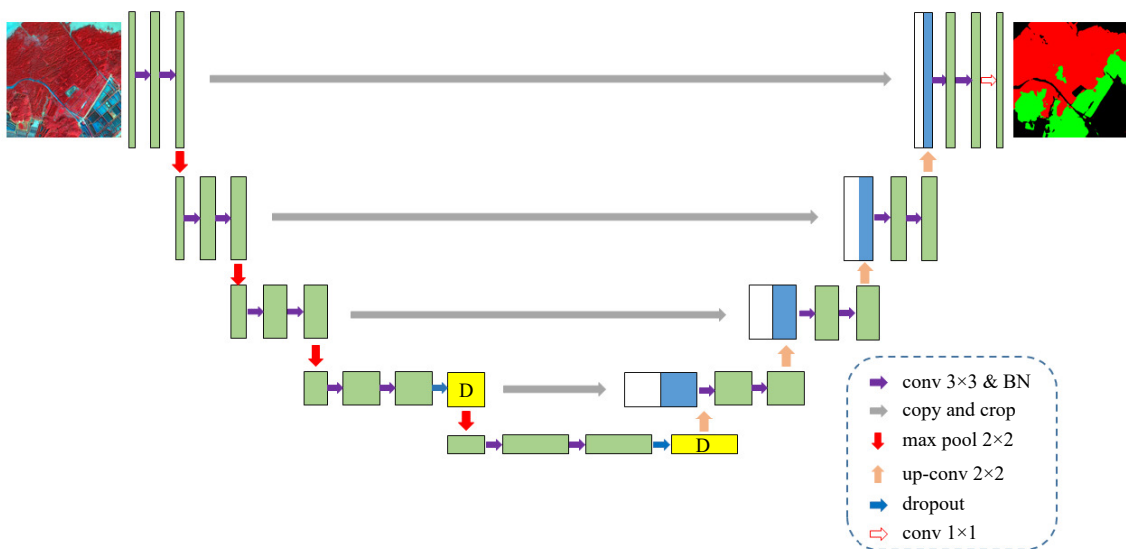 D
D
conv 3×3 & BN
copy and crop
max pool 2×2
up-conv 2×2
dropout
conv 1×1